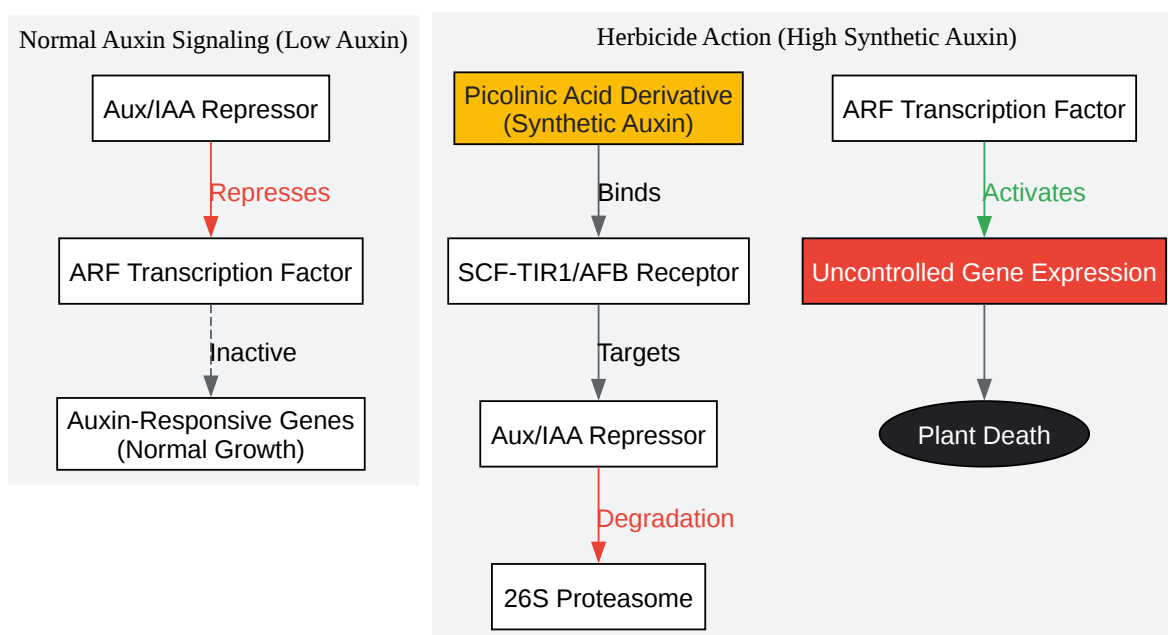 Normal Auxin Signaling (Low Auxin)
Aux/IAA Repressor
Represses
ARF Transcription Factor
Inactive
Auxin-Responsive Genes
(Normal Growth)
Herbicide Action (High Synthetic Auxin)
Picolinic Acid Derivative
(Synthetic Auxin)
Binds
SCF-TIR1/AFB Receptor
Targets
Aux/IAA Repressor
Degradation
26S Proteasome
ARF Transcription Factor
Activates
Uncontrolled Gene Expression
Plant Death